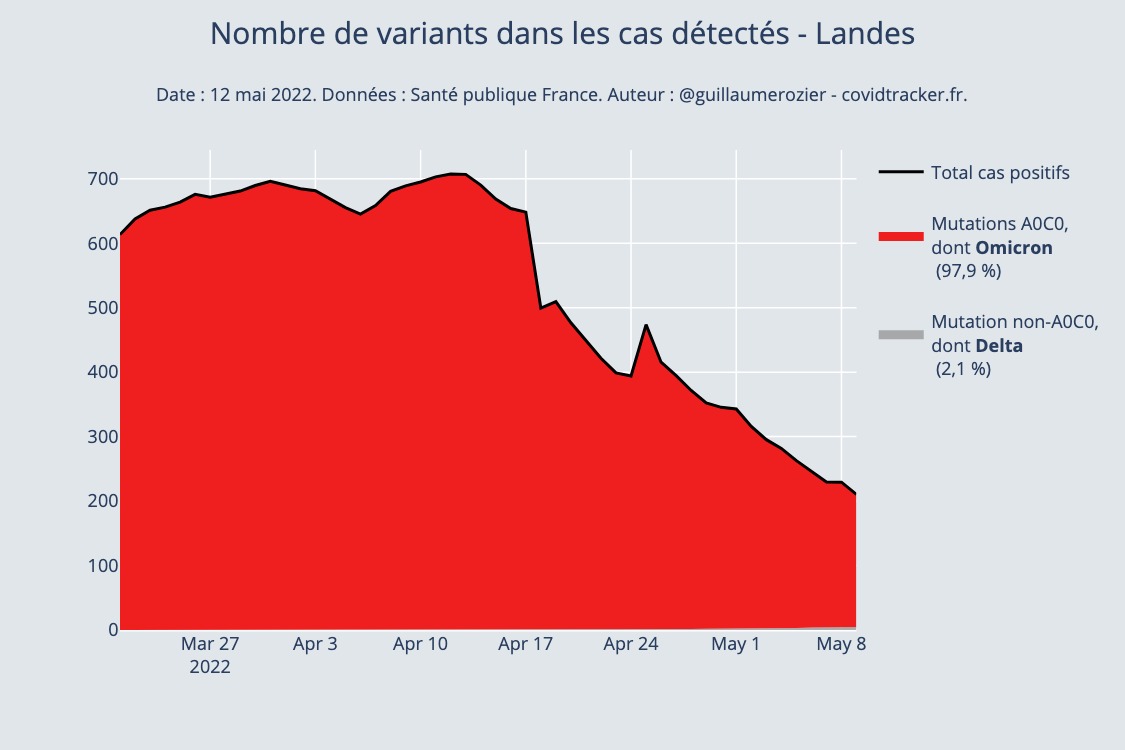 Nombre de variants dans les cas détectés - Landes
Date : 12 mai 2022. Données : Santé publique France. Auteur : @guillaumerozier - covidtracker.fr.
700
600
500
400
300
200
100
0
Mar 27
2022
Apr 3
Apr 10
Apr 17
Apr 24
May 1
May 8
Total cas positifs
Mutations A0C0,
dont Omicron
(97,9 %)
Mutation non-A0C0,
dont Delta
(2,1 %)